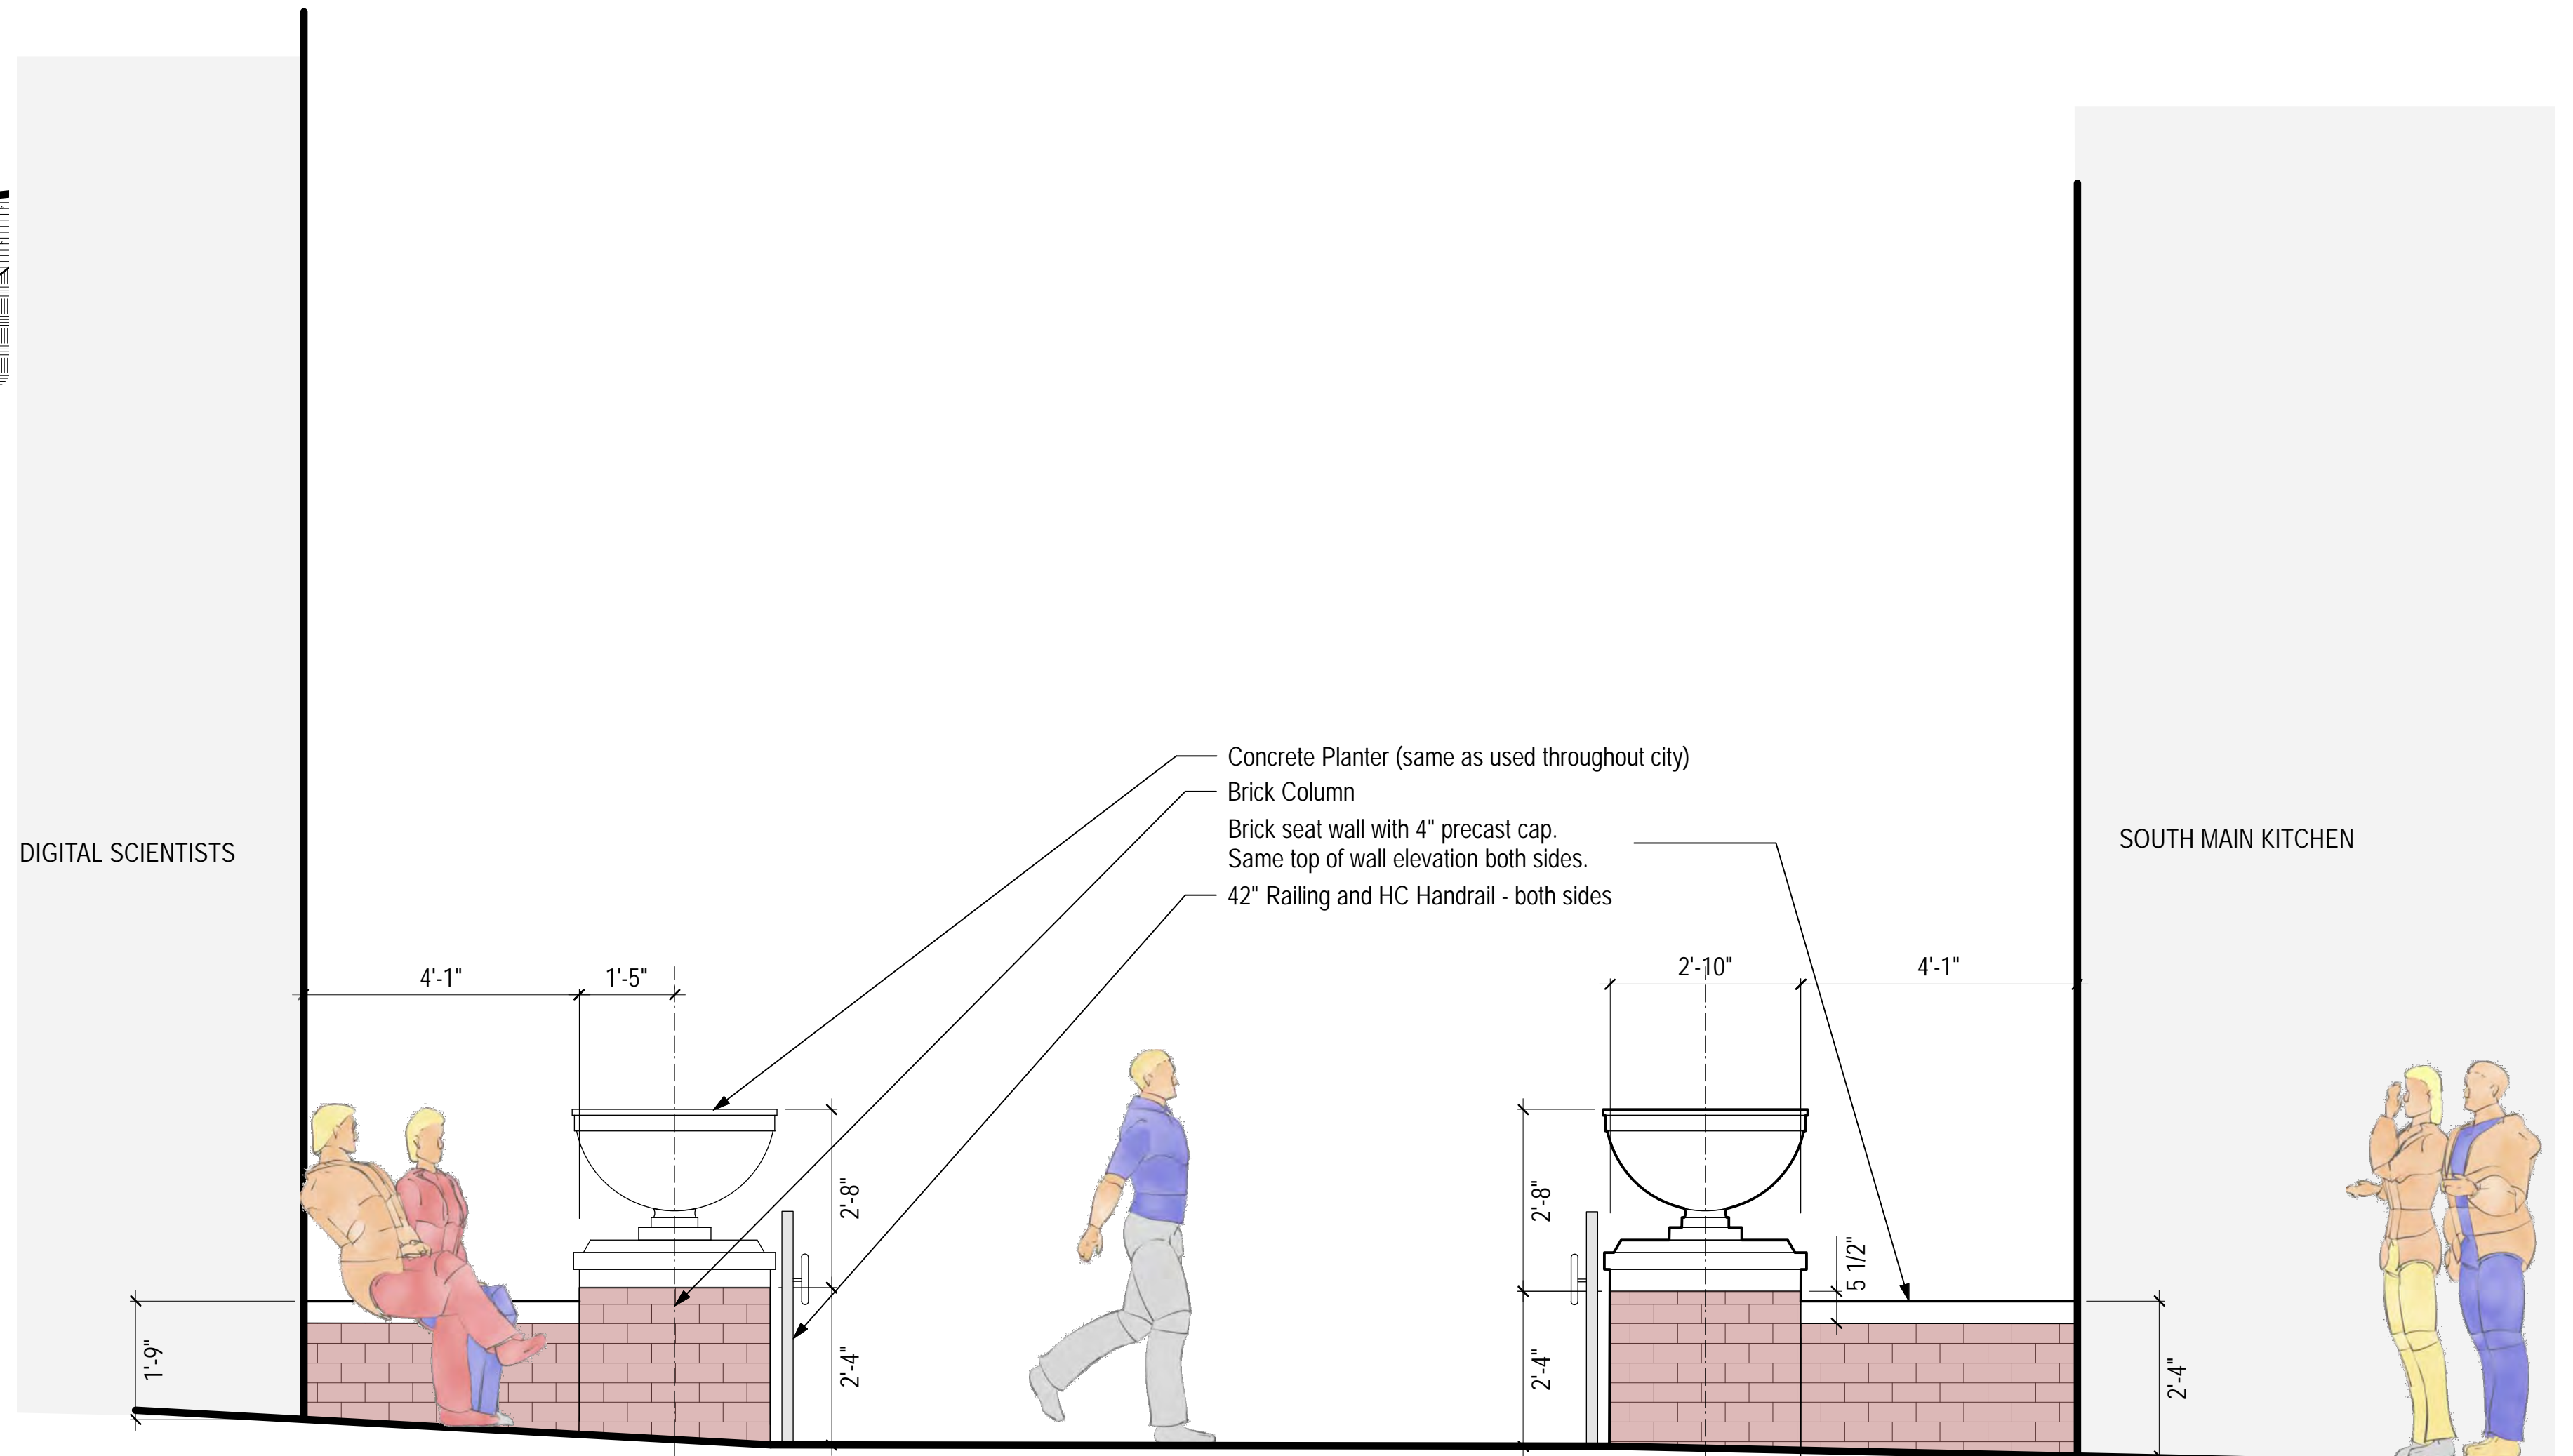 Concrete Planter (same as used throughout city)
Brick Column
Brick seat wall with 4" precast cap.
Same top of wall elevation both sides.
42" Railing and HC Handrail - both sides
DIGITAL SCIENTISTS
SOUTH MAIN KITCHEN
4'-1"
1'-5"
2'-10"
4'-1"
2'-8"
2'-8"
5 1/2"
1'-9"
2'-4"
2'-4"
2'-4"